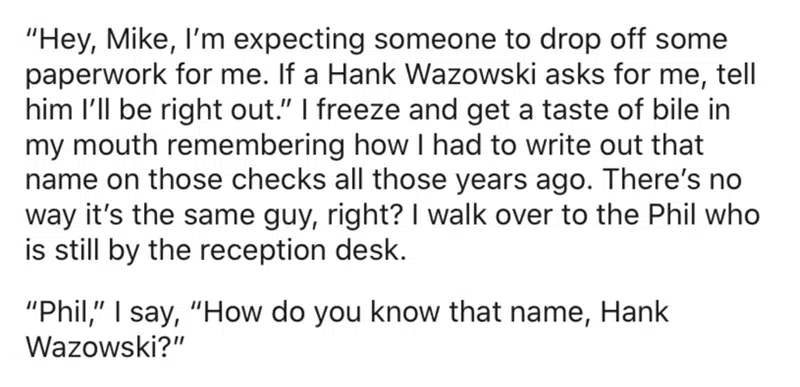 “Hey, Mike, I’m expecting someone to drop off some
paperwork for me. If a Hank Wazowski asks for me, tell
him I’ll be right out.” I freeze and get a taste of bile in
my mouth remembering how I had to write out that
name on those checks all those years ago. There’s no
way it’s the same guy, right? I walk over to the Phil who
is still by the reception desk.
“Phil,” I say, “How do you know that name, Hank
Wazowski?”